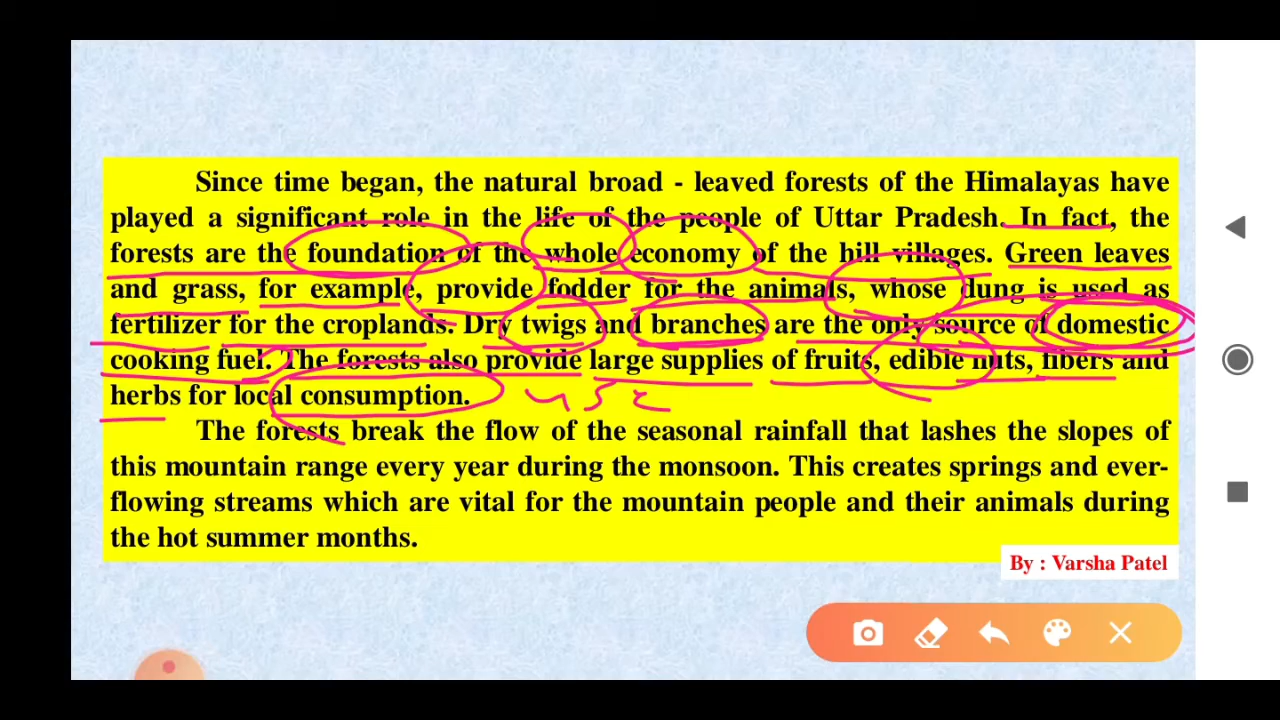 Since time began, the natural broad - leaved forests of the Himalayas have
played a significant role in the life of the people of Uttar Pradesh. In fact, the
forests are the foundation of the whole economy of the hill villages. Green leaves
and grass, for example, provide fodder for the animals, whose dung is used as
fertilizer for the croplands. Dry twigs and branches are the only source of domestic
cooking fuel. The forests also provide large supplies of fruits, edible nuts, fibers and
herbs for local consumption.
The forests break the flow of the seasonal rainfall that lashes the slopes of
this mountain range every year during the monsoon. This creates springs and ever-
flowing streams which are vital for the mountain people and their animals during
the hot summer months.
By : Varsha Patel